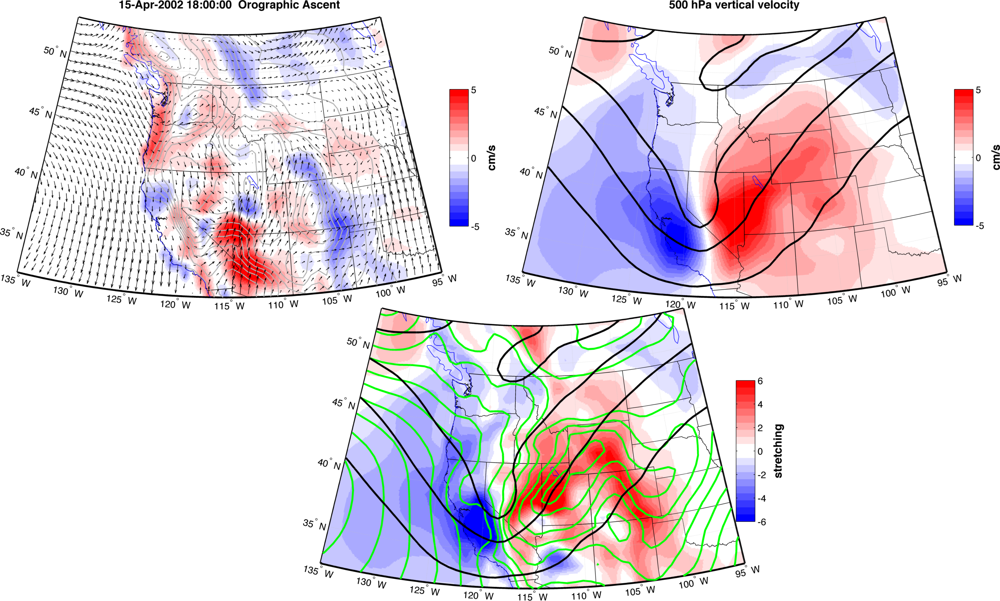 15-Apr-2002 18:00:00 Orographic Ascent
50° N
45° N
40° N
35° N
135° W
130° W
125° W
120° W
115° W
110° W
105° W
100° W
95° W
5
0
-5
cm/s
500 hPa vertical velocity
50° N
45° N
40° N
35° N
135° W
130° W
125° W
120° W
115° W
110° W
105° W
100° W
95° W
5
0
-5
cm/s
50° N
45° N
40° N
35° N
135° W
130° W
125° W
120° W
115° W
110° W
105° W
100° W
95° W
6
4
2
0
-2
-4
-6
stretching